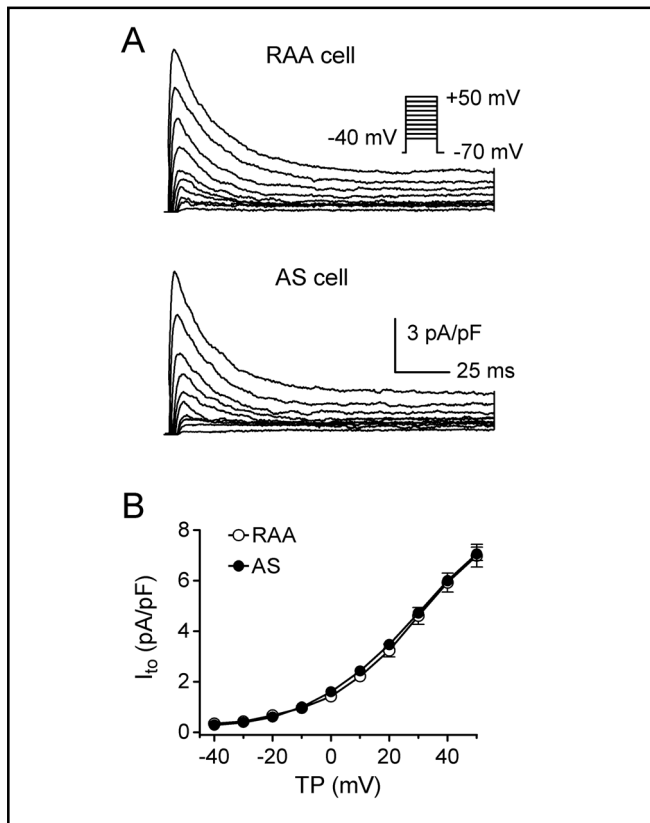 A
RAA cell
+50 mV
-40 mV
-70 mV
AS cell
3 pA/pF
25 ms
B
8
6
4
2
0
RAA
AS
Ito (pA/pF)
-40 -20 0 20 40
TP (mV)